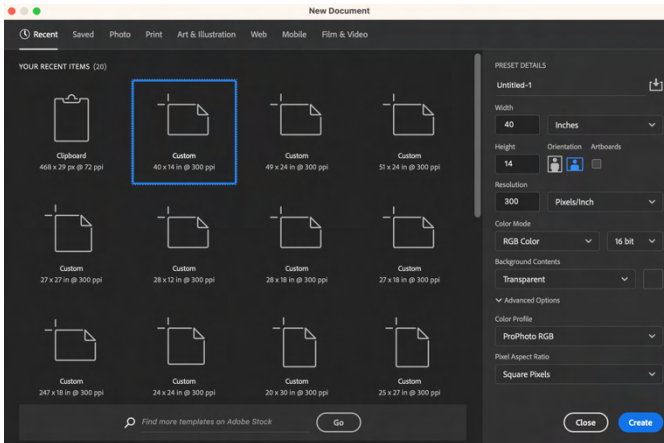 New Document
Recent Saved Photo Print Art & Illustration Web Mobile Film & Video
YOUR RECENT ITEMS (20)
Clipboard
468 x 29 px @ 72 ppi
Custom
40 x 14 in @ 300 ppi
Custom
49 x 24 in @ 300 ppi
Custom
51 x 24 in @ 300 ppi
Custom
27 x 27 in @ 300 ppi
Custom
28 x 12 in @ 300 ppi
Custom
28 x 18 in @ 300 ppi
Custom
27 x 18 in @ 300 ppi
Custom
247 x 18 in @ 300 ppi
Custom
24 x 24 in @ 300 ppi
Custom
20 x 30 in @ 300 ppi
Custom
25 x 27 in @ 300 ppi
Find more templates on Adobe Stock
Go
PRESET DETAILS
Untitled-1
Width
40 Inches
Height Orientation Artboards
14
Resolution
300 Pixels/Inch
Color Mode
RGB Color 16 bit
Background Contents
Transparent
Advanced Options
Color Profile
ProPhoto RGB
Pixel Aspect Ratio
Square Pixels
Close Create